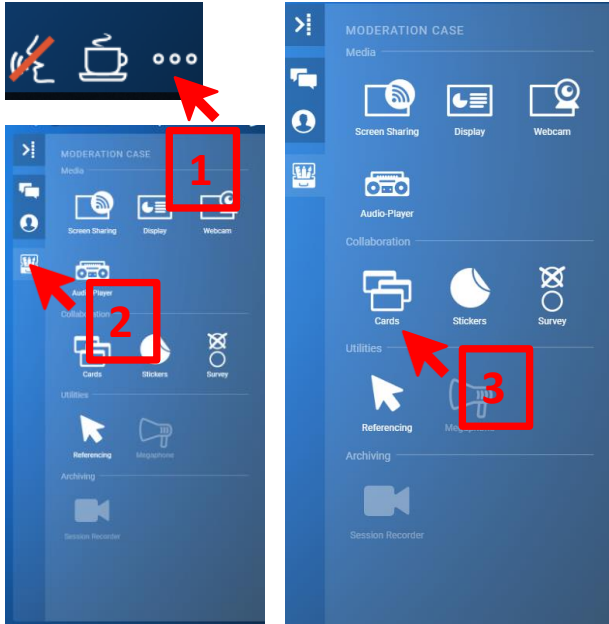 1
MODERATION CASE
Media
Screen Sharing Display Webcam
Audio-Player
2
Collaboration
Cards Stickers Survey
Utilities
Referencing Megaphone
Archiving
Session Recorder
MODERATION CASE
Media
Screen Sharing Display Webcam
Audio-Player
Collaboration
Cards Stickers Survey
Utilities
3
Referencing Megaphone
Archiving
Session Recorder